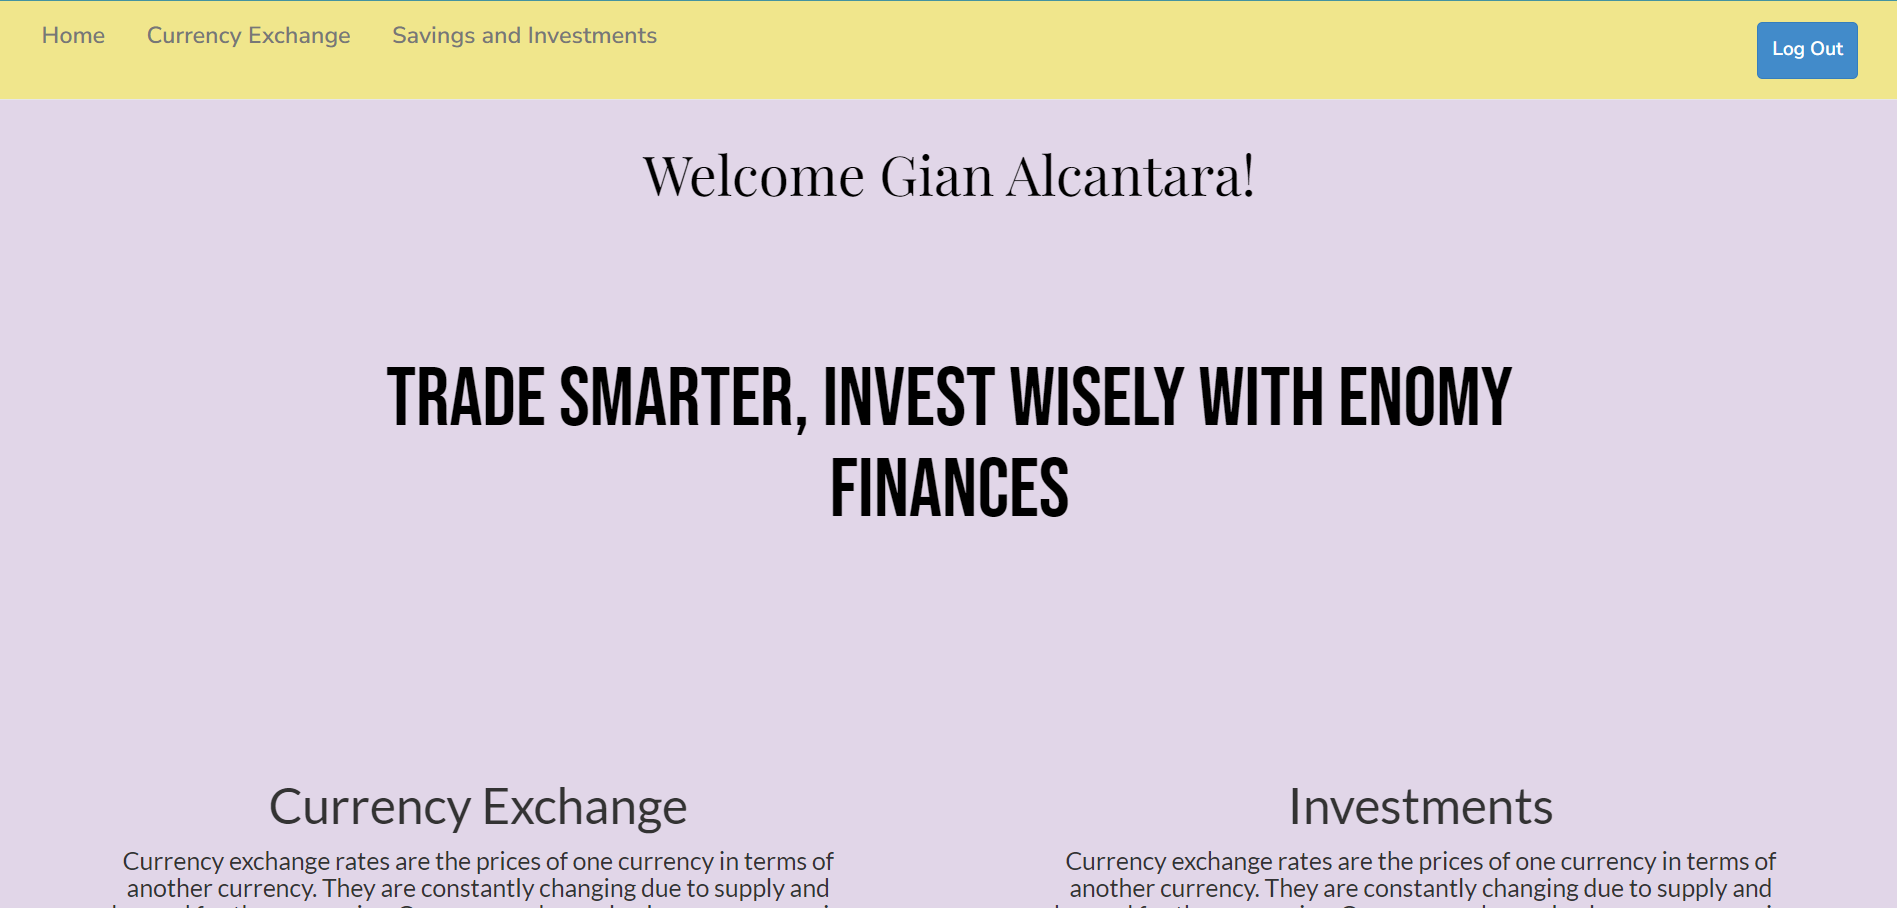 Home Currency Exchange Savings and Investments Log Out
Welcome Gian Alcantara!
TRADE SMARTER, INVEST WISELY WITH ENOMY
FINANCES
Currency Exchange
Currency exchange rates are the prices of one currency in terms of
another currency. They are constantly changing due to supply and
Investments
Currency exchange rates are the prices of one currency in terms of
another currency. They are constantly changing due to supply and